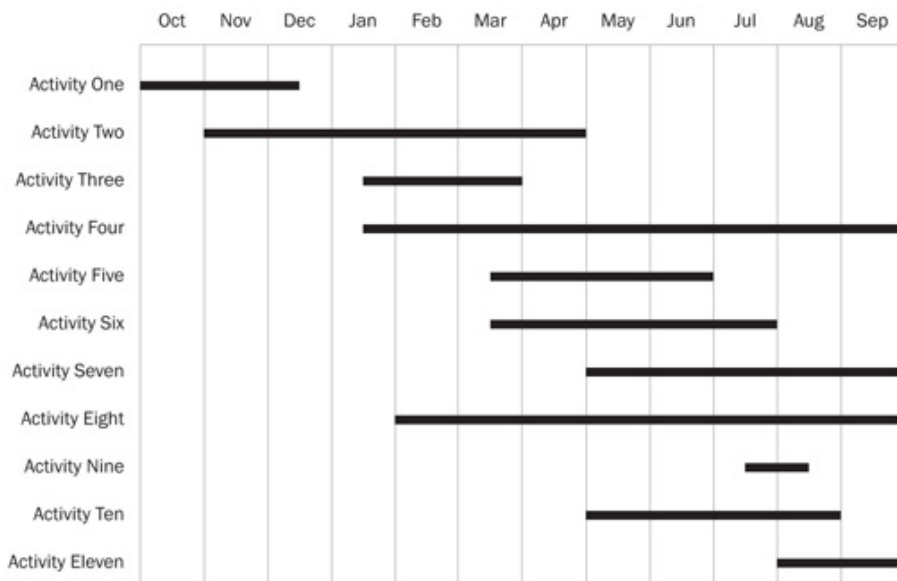 Oct Nov Dec Jan Feb Mar Apr May Jun Jul Aug Sep
Activity One
Activity Two
Activity Three
Activity Four
Activity Five
Activity Six
Activity Seven
Activity Eight
Activity Nine
Activity Ten
Activity Eleven